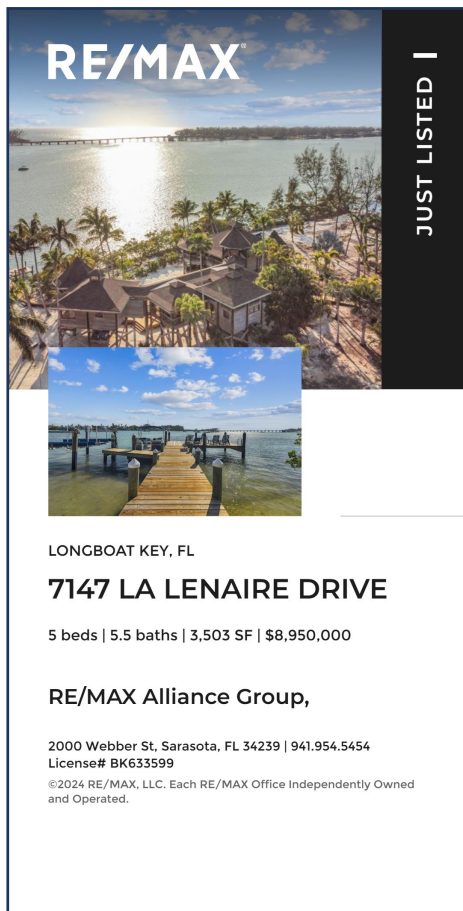 RE/MAX®
JUST LISTED
LONGBOAT KEY, FL
7147 LA LENAIRE DRIVE
5 beds | 5.5 baths | 3,503 SF | $8,950,000
RE/MAX Alliance Group,
2000 Webber St, Sarasota, FL 34239 | 941.954.5454
License# BK633599
©2024 RE/MAX, LLC. Each RE/MAX Office Independently Owned
and Operated.